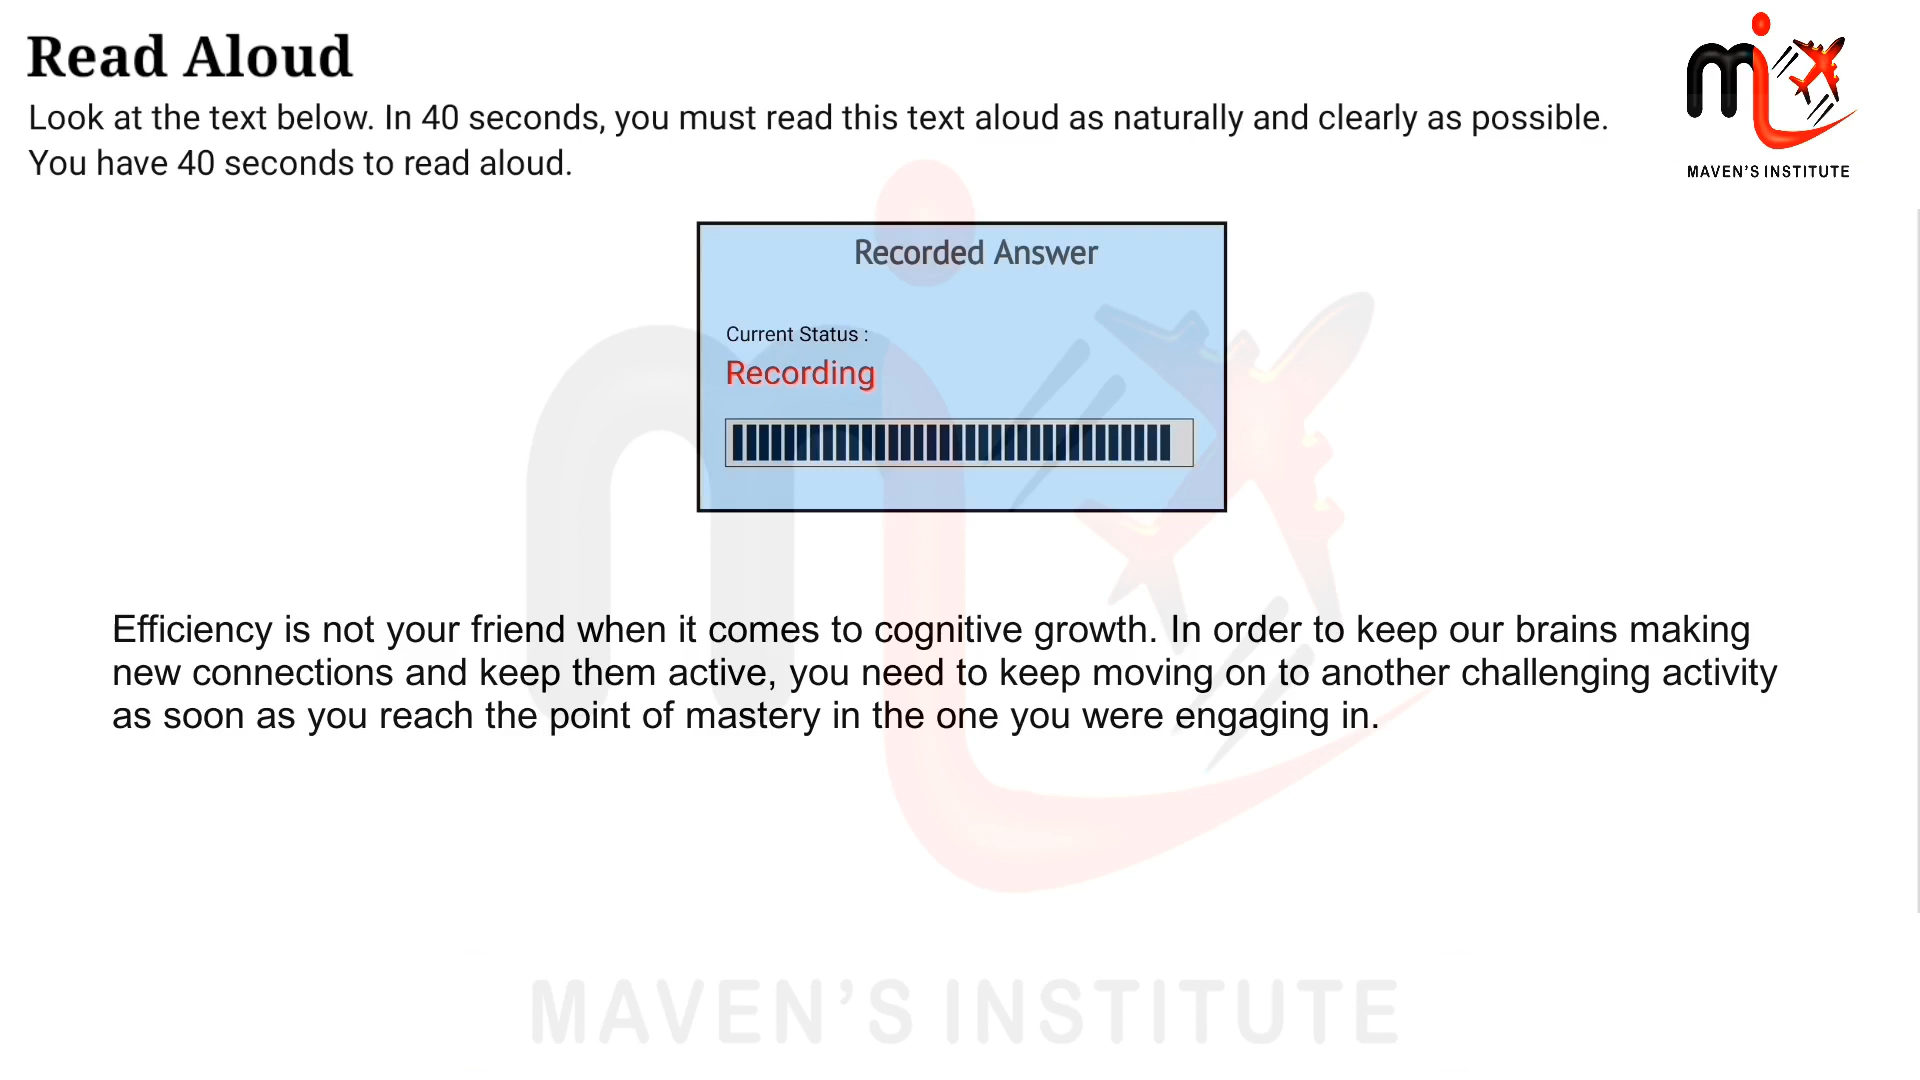 Read Aloud
Look at the text below. In 40 seconds, you must read this text aloud as naturally and clearly as possible.
You have 40 seconds to read aloud.
MAVEN'S INSTITUTE
Recorded Answer
Current Status :
Recording
Efficiency is not your friend when it comes to cognitive growth. In order to keep our brains making
new connections and keep them active, you need to keep moving on to another challenging activity
as soon as you reach the point of mastery in the one you were engaging in.
MAVEN'S INSTITUTE